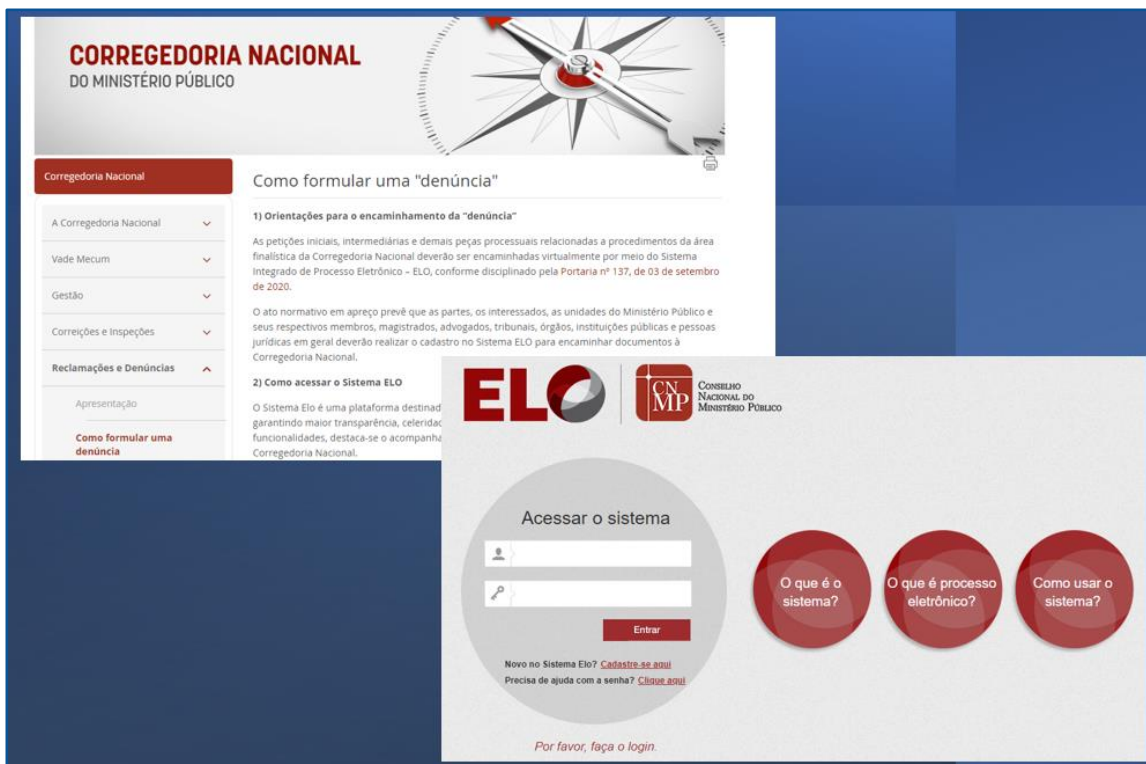 CORREGEDORIA NACIONAL
DO MINISTÉRIO PÚBLICO
Corregedoria Nacional
A Corregedoria Nacional
Vade Mecum
Gestão
Correições e Inspeções
Reclamações e Denúncias
Apresentação
Como formular uma
denúncia
Como formular uma "denúncia"
1) Orientações para o encaminhamento da "denúncia"
As petições iniciais, intermediárias e demais peças processuais relacionadas a procedimentos da área
finalística da Corregedoria Nacional deverão ser encaminhadas virtualmente por meio do Sistema
Integrado de Processo Eletrônico – ELO, conforme disciplinado pela Portaria nº 137, de 03 de setembro
de 2020.
O ato normativo em apreço prevê que as partes, os interessados, as unidades do Ministério Público e
seus respectivos membros, magistrados, advogados, tribunais, órgãos, instituições públicas e pessoas
jurídicas em geral deverão realizar o cadastro no Sistema ELO para encaminhar documentos à
Corregedoria Nacional.
2) Como acessar o Sistema ELO
O Sistema Elo é uma plataforma destinad
garantindo maior transparência, celeridad
funcionalidades, destaca-se o acompanha
Corregedoria Nacional.
ELO
CN
MP
CONSELHO
NACIONAL DO
MINISTÉRIO PÚBLICO
Acessar o sistema
Entrar
Novo no Sistema Elo? Cadastre-se aqui
Precisa de ajuda com a senha? Clique aqui
Por favor, faça o login.
O que é o
sistema?
O que é processo
eletrônico?
Como usar o
sistema?